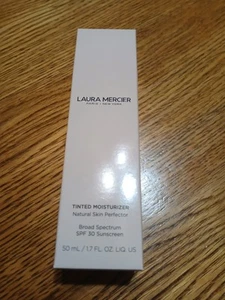 LAURA MERCIER
PARIS / NEW YORK
TINTED MOISTURIZER
Natural Skin Perfector
Broad Spectrum
SPF 30 Sunscreen
50 mL / 1.7 FL. OZ. LIQ. US